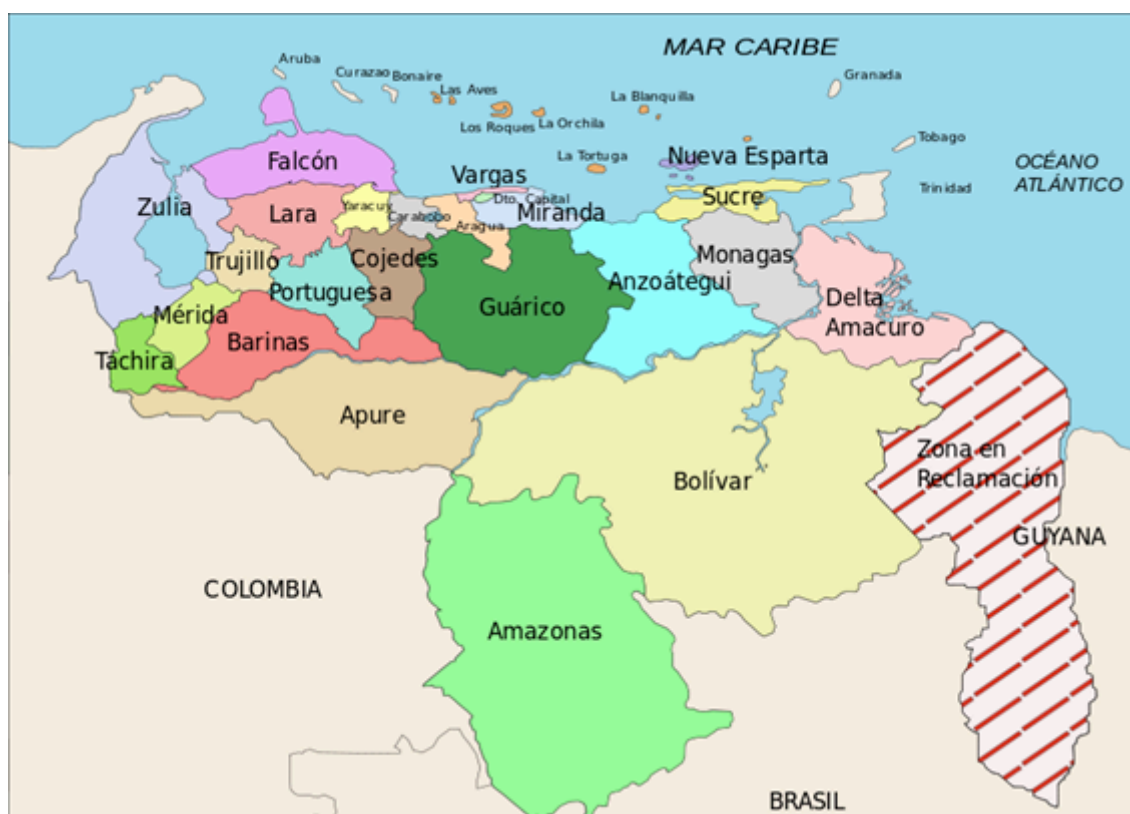 MAR CARIBE
Aruba
Curazao
Bonaire
Las Aves
Los Roques
La Orchila
La Blanquilla
Granada
La Tortuga
Nueva Esparta
Tobago
Trinidad
OCÉANO
ATLÁNTICO
Falcón
Vargas
Dto. Capital
Zulia
Lara
Yaracuy
Carabobo
Aragua
Miranda
Sucre
Trujillo
Portuguesa
Cojedes
Guárico
Anzoátegui
Monagas
Delta
Amacuro
Mérida
Táchira
Barinas
Apure
Bolívar
Zona en
Reclamación
GUYANA
COLOMBIA
Amazonas
BRASIL